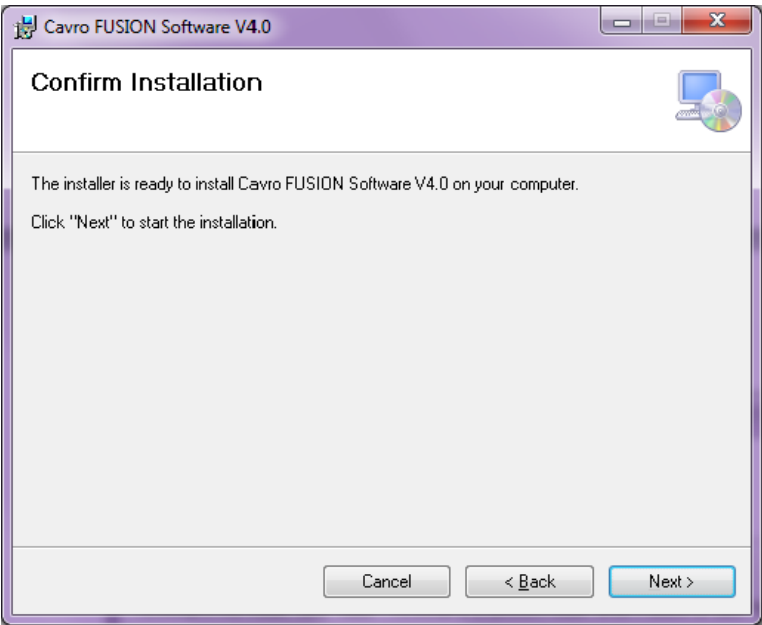 Cavro FUSION Software V4.0
Confirm Installation
The installer is ready to install Cavro FUSION Software V4.0 on your computer.
Click "Next" to start the installation.
Cancel
< Back
Next >